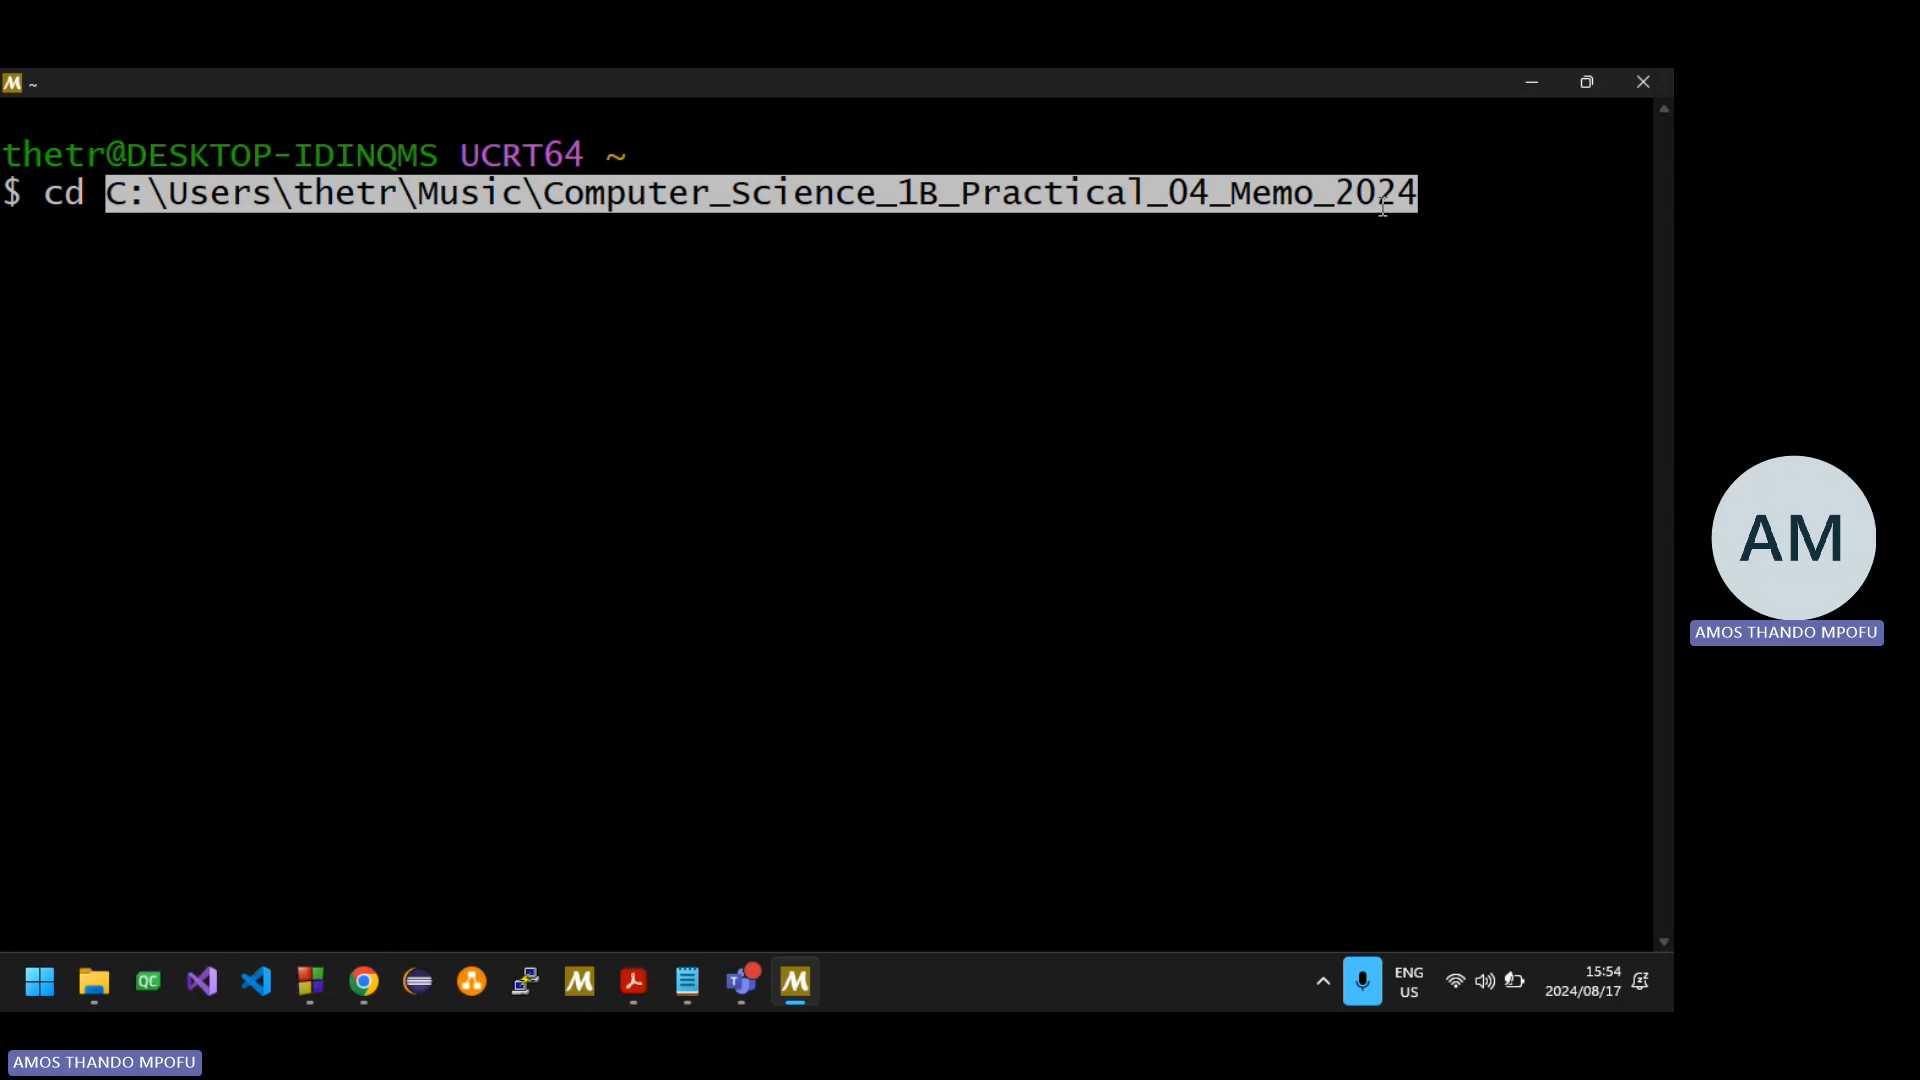 ~
thetr@DESKTOP-IDINQMS UCRT64 ~
$ cd C:\Users\thetr\Music\Computer_Science_1B_Practical_04_Memo_2024
AM
AMOS THANDO MPOFU
QC
ENG
US
15:54
2024/08/17
AMOS THANDO MPOFU